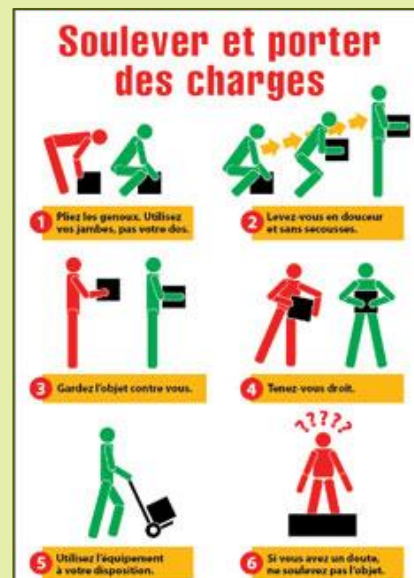 Soulever et porter
des charges
1 Pliez les genoux. Utilisez
vos jambes, pas votre dos.
2 Levez-vous en douceur
et sans secousses.
3 Gardez l'objet contre vous.
4 Tenez-vous droit.
????? 
5 Utilisez l'équipement
à votre disposition.
6 Si vous avez un doute,
ne soulevez pas l'objet.